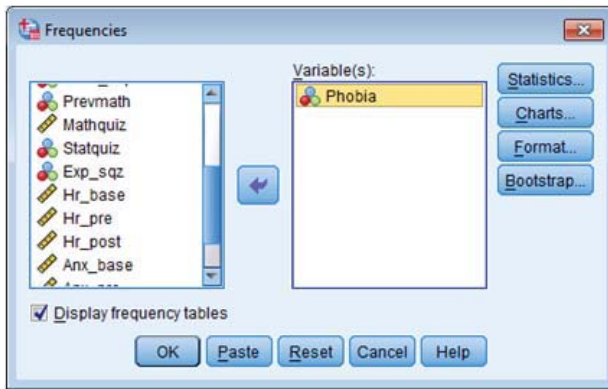 Frequencies
Variable(s):
Prevmath
Mathquiz
Statquiz
Exp_sqz
Hr_base
Hr_pre
Hr_post
Anx_base
Phobia
Statistics...
Charts...
Format...
Bootstrap...
Display frequency tables
OK Paste Reset Cancel Help